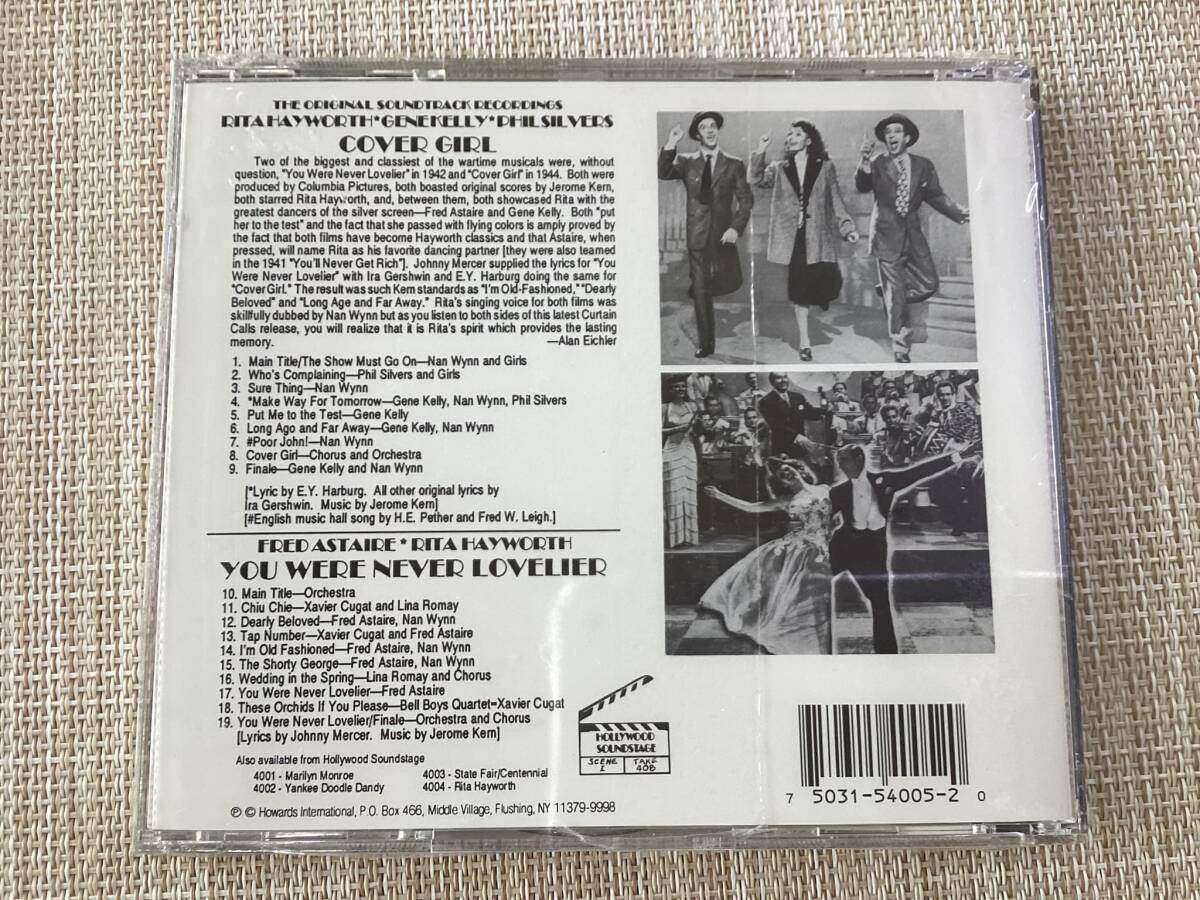 THE ORIGINAL SOUNDTRACK RECORDINGS
RITA HAYWORTH*GENE KELLY*PHIL SILVERS
COVER GIRL
Two of the biggest and classiest of the wartime musicals were, without
question, "You Were Never Lovelier" in 1942 and "Cover Girl" in 1944. Both were
produced by Columbia Pictures, both boasted original scores by Jerome Kern,
both starred Rita Hayworth, and, between them, both showcased Rita with the
greatest dancers of the silver screen—Fred Astaire and Gene Kelly. Both "put
her to the test" and the fact that she passed with flying colors is amply proved by
the fact that both films have become Hayworth classics and that Astaire, when
pressed, will name Rita as his favorite dancing partner [they were also teamed
in the 1941 "You'll Never Get Rich"]. Johnny Mercer supplied the lyrics for "You
Were Never Lovelier" with Ira Gershwin and E.Y. Harburg doing the same for
"Cover Girl." The result was such Kern standards as "I'm Old-Fashioned," "Dearly
Beloved" and "Long Age and Far Away." Rita's singing voice for both films was
skillfully dubbed by Nan Wynn but as you listen to both sides of this latest Curtain
Calls release, you will realize that it is Rita's spirit which provides the lasting
memory. —Alan Eichler
1. Main Title/The Show Must Go On—Nan Wynn and Girls
2. Who's Complaining—Phil Silvers and Girls
3. Sure Thing—Nan Wynn
4. *Make Way For Tomorrow—Gene Kelly, Nan Wynn, Phil Silvers
5. Put Me to the Test—Gene Kelly
6. Long Ago and Far Away—Gene Kelly, Nan Wynn
7. #Poor John!—Nan Wynn
8. Cover Girl—Chorus and Orchestra
9. Finale—Gene Kelly and Nan Wynn
[*Lyric by E.Y. Harburg. All other original lyrics by
Ira Gershwin. Music by Jerome Kern]
[#English music hall song by H.E. Pether and Fred W. Leigh.]
FRED ASTAIRE * RITA HAYWORTH
YOU WERE NEVER LOVELIER
10. Main Title—Orchestra
11. Chiu Chie—Xavier Cugat and Lina Romay
12. Dearly Beloved—Fred Astaire, Nan Wynn
13. Tap Number—Xavier Cugat and Fred Astaire
14. I'm Old Fashioned—Fred Astaire, Nan Wynn
15. The Shorty George—Fred Astaire, Nan Wynn
16. Wedding in the Spring—Lina Romay and Chorus
17. You Were Never Lovelier—Fred Astaire
18. These Orchids If You Please—Bell Boys Quartet=Xavier Cugat
19. You Were Never Lovelier/Finale—Orchestra and Chorus
[Lyrics by Johnny Mercer. Music by Jerome Kern]
Also available from Hollywood Soundstage
4001 - Marilyn Monroe 4003 - State Fair/Centennial
4002 - Yankee Doodle Dandy 4004 - Rita Hayworth
℗ © Howards International, P.O. Box 466, Middle Village, Flushing, NY 11379-9998
HOLLYWOOD
SOUNDSTAGE
SCENE TAKE
1 408
7 5031-54005-2 0